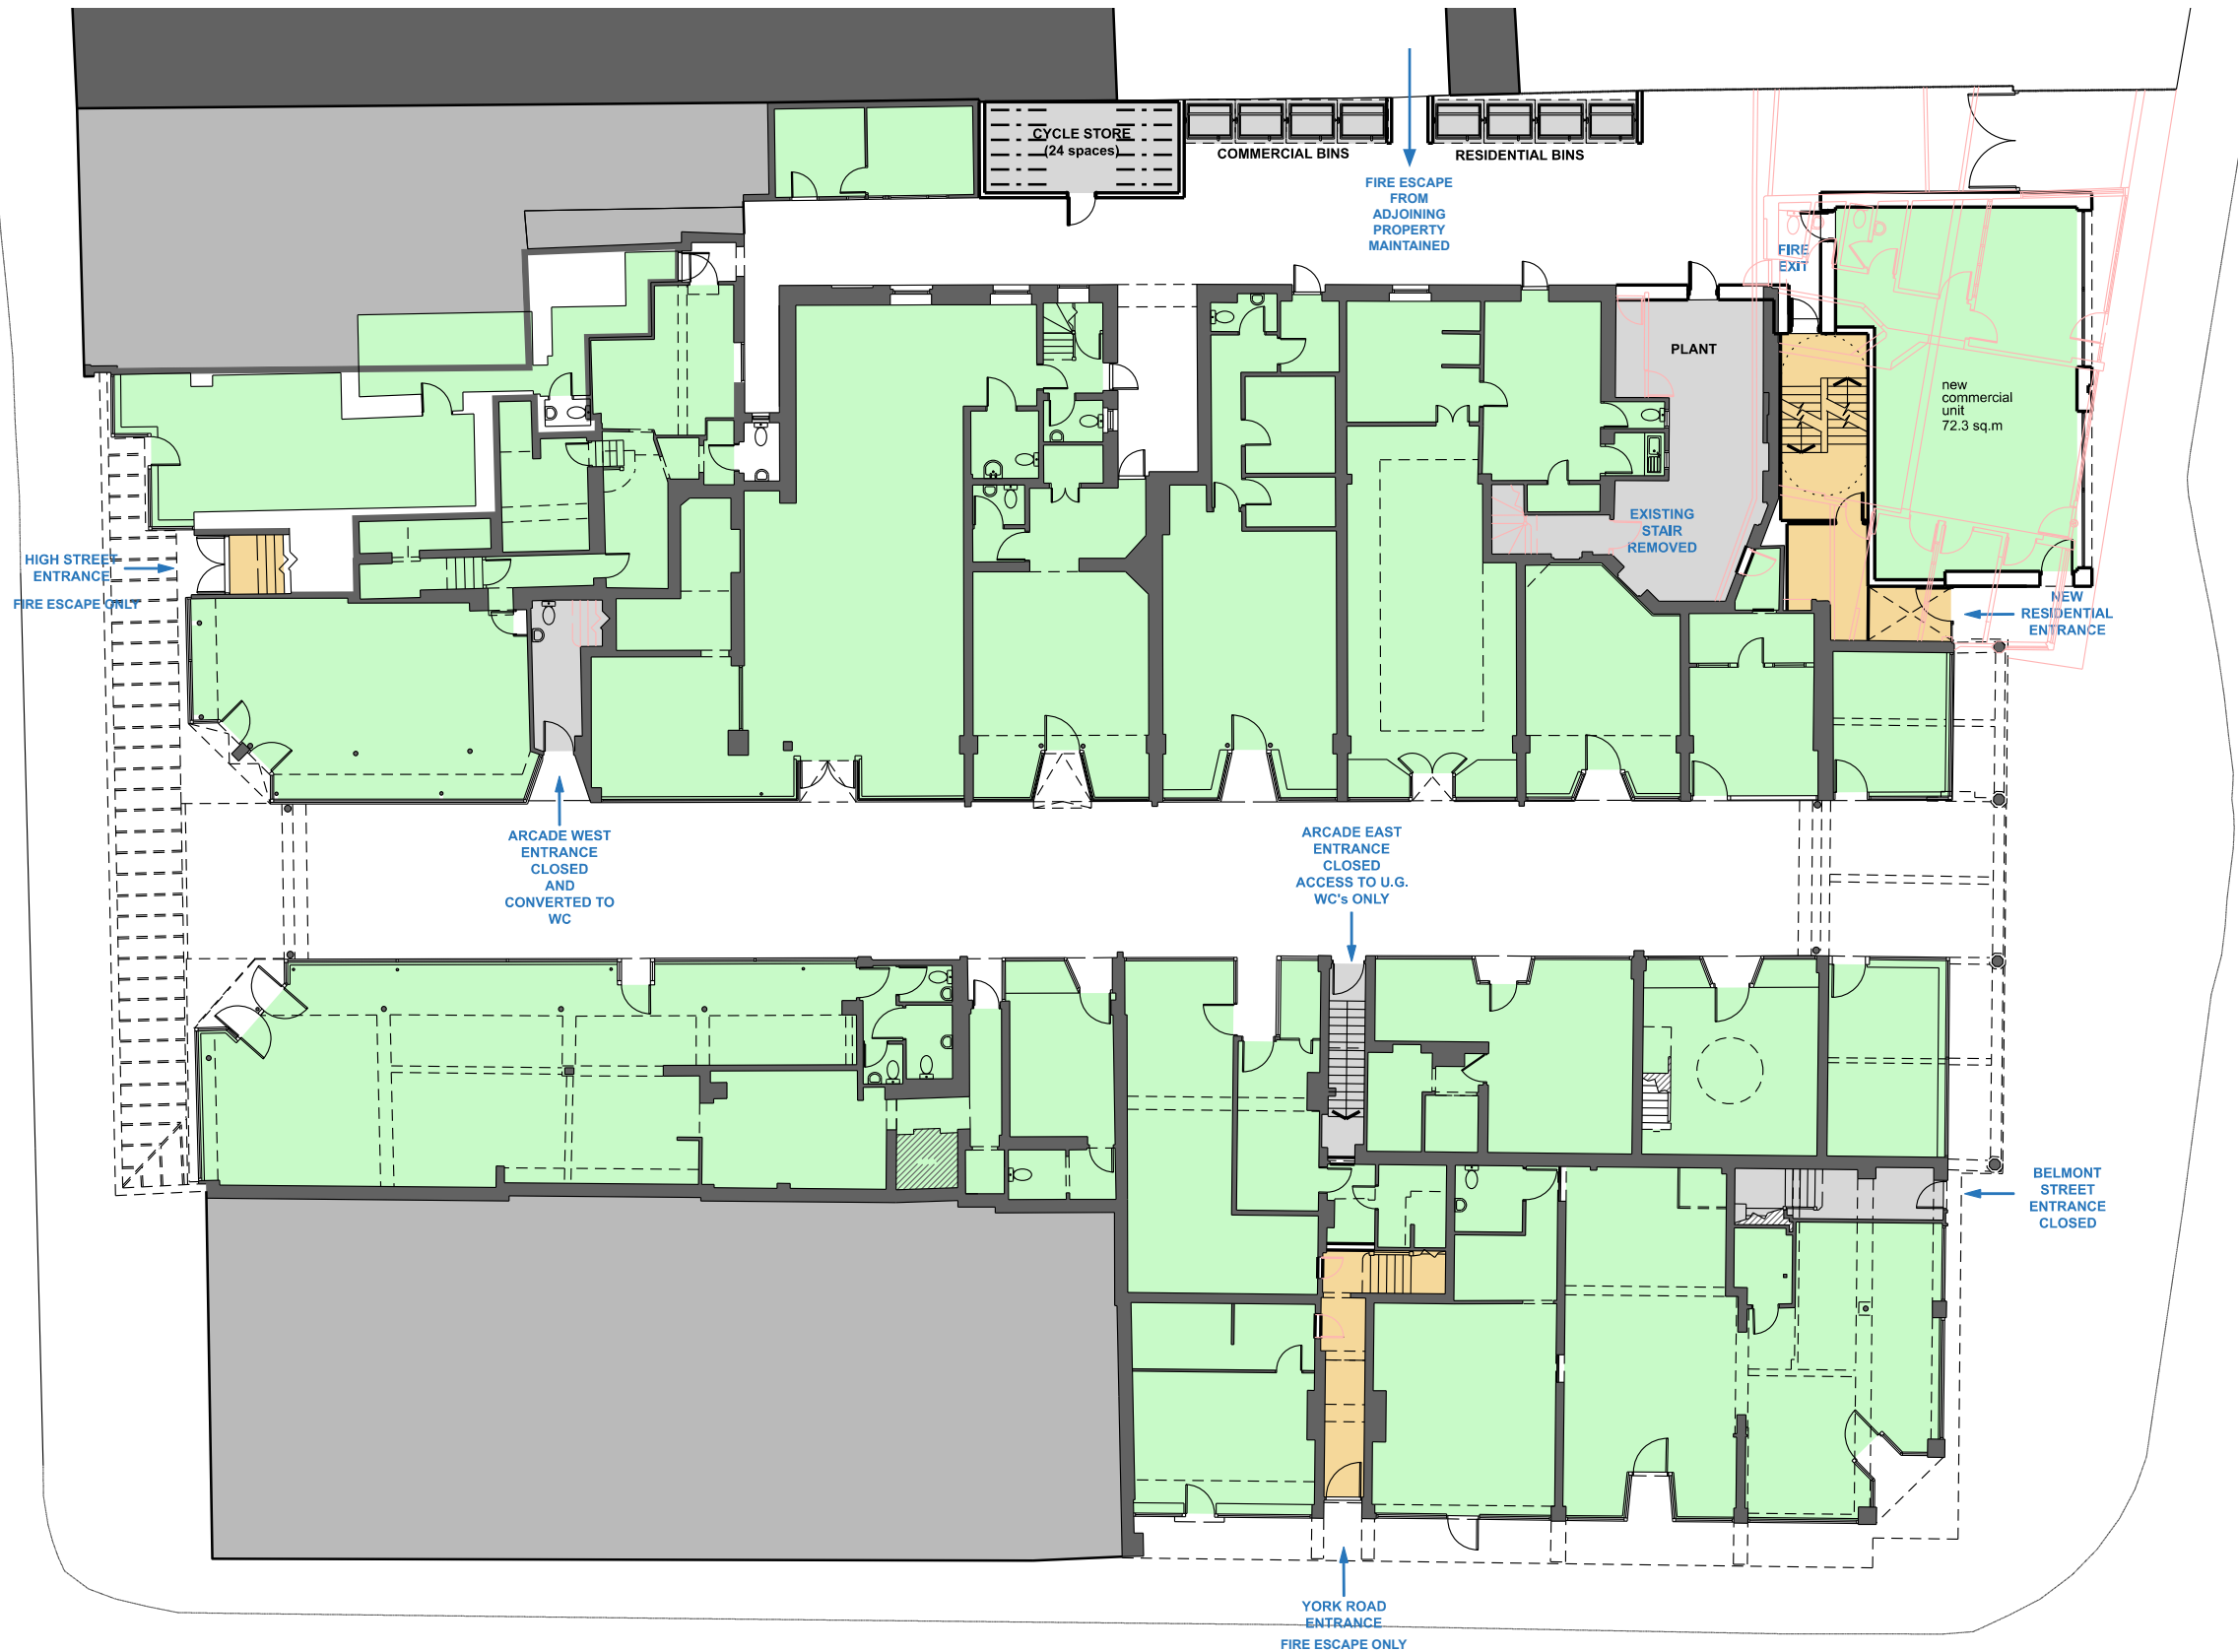 CYCLE STORE
(24 spaces)
COMMERCIAL BINS
RESIDENTIAL BINS
FIRE ESCAPE
FROM
ADJOINING
PROPERTY
MAINTAINED
FIRE
EXIT
PLANT
new
commercial
unit
72.3 sq.m
EXISTING
STAIR
REMOVED
HIGH STREET
ENTRANCE
FIRE ESCAPE ONLY
NEW
RESIDENTIAL
ENTRANCE
ARCADE WEST
ENTRANCE
CLOSED
AND
CONVERTED TO
WC
ARCADE EAST
ENTRANCE
CLOSED
ACCESS TO U.G.
WC's ONLY
BELMONT
STREET
ENTRANCE
CLOSED
YORK ROAD
ENTRANCE
FIRE ESCAPE ONLY